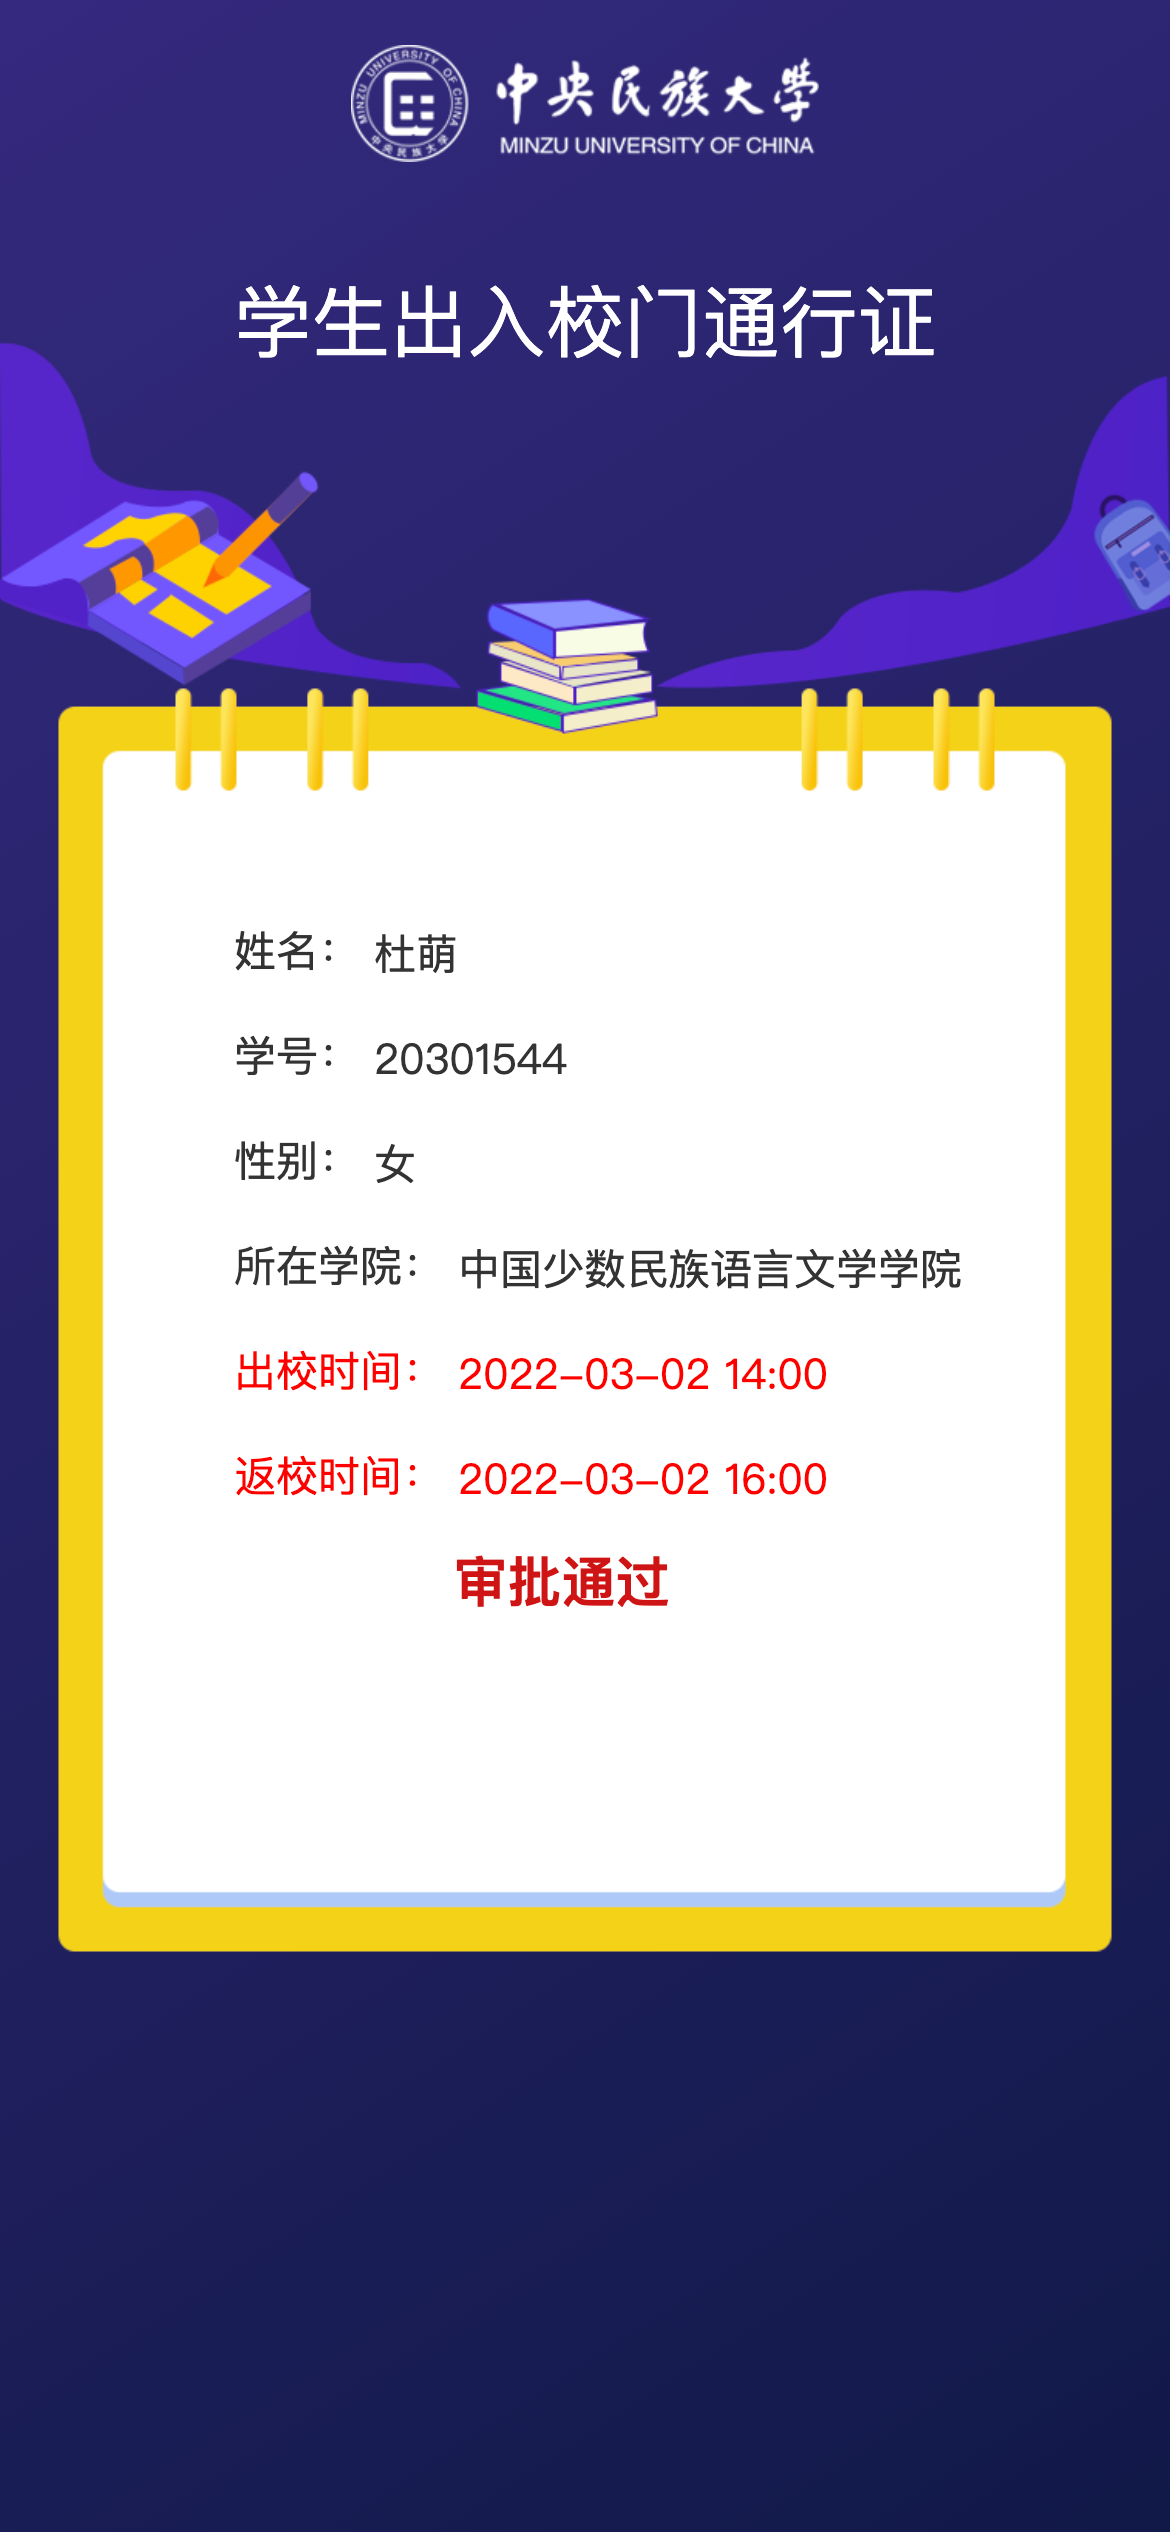 MINZU UNIVERSITY OF CHINA
中央民族大学
中央民族大學
MINZU UNIVERSITY OF CHINA
学生出入校门通行证
姓名： 杜萌
学号： 20301544
性别： 女
所在学院： 中国少数民族语言文学学院
出校时间： 2022-03-02 14:00
返校时间： 2022-03-02 16:00
审批通过